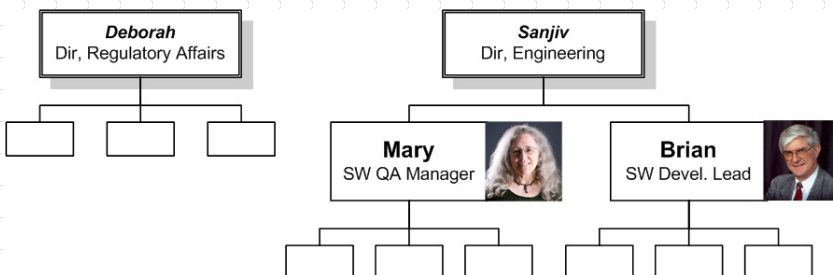 Deborah
Dir, Regulatory Affairs
Sanjiv
Dir, Engineering
Mary
SW QA Manager
Brian
SW Devel. Lead